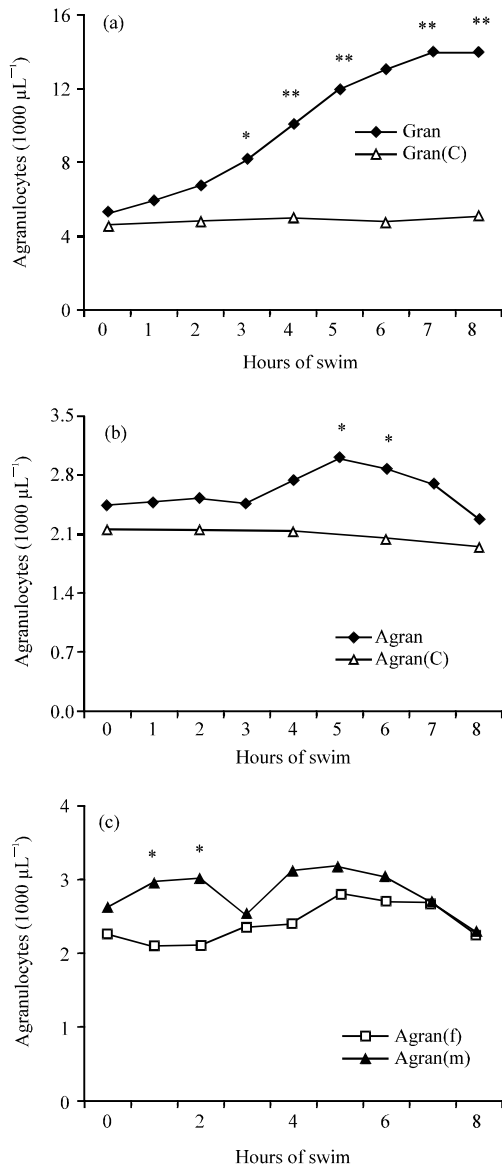 (a)
Agranulocytes (1000 µL⁻¹)
16
12
8
4
0
* ** ** ** **
Gran
Gran(C)
0 1 2 3 4 5 6 7 8
Hours of swim
(b)
Agranulocytes (1000 µL⁻¹)
3.5
2.8
2.1
1.4
0.7
0.0
* *
Agran
Agran(C)
0 1 2 3 4 5 6 7 8
Hours of swim
(c)
Agranulocytes (1000 µL⁻¹)
4
3
2
1
0
* *
Agran(f)
Agran(m)
0 2 4 6 8
Hours of swim